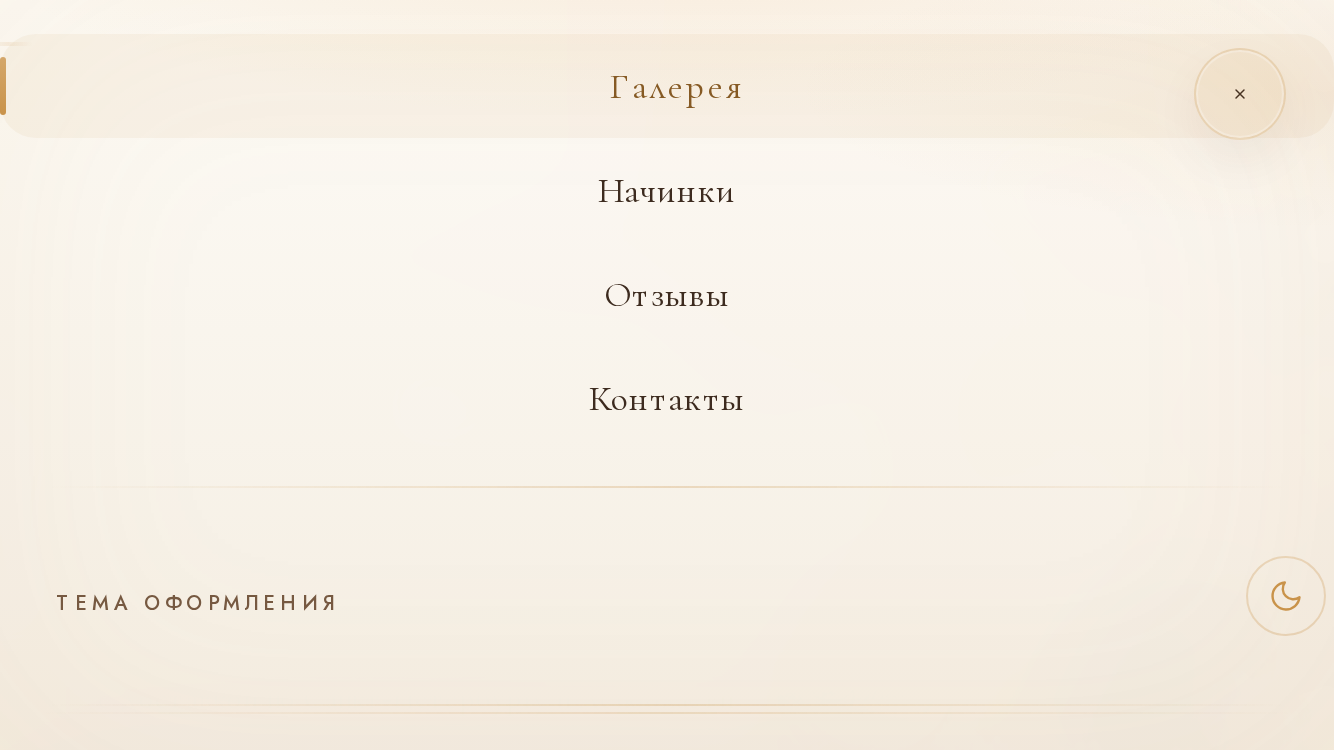 Галерея
×
Начинки
Отзывы
Контакты
ТЕМА ОФОРМЛЕНИЯ